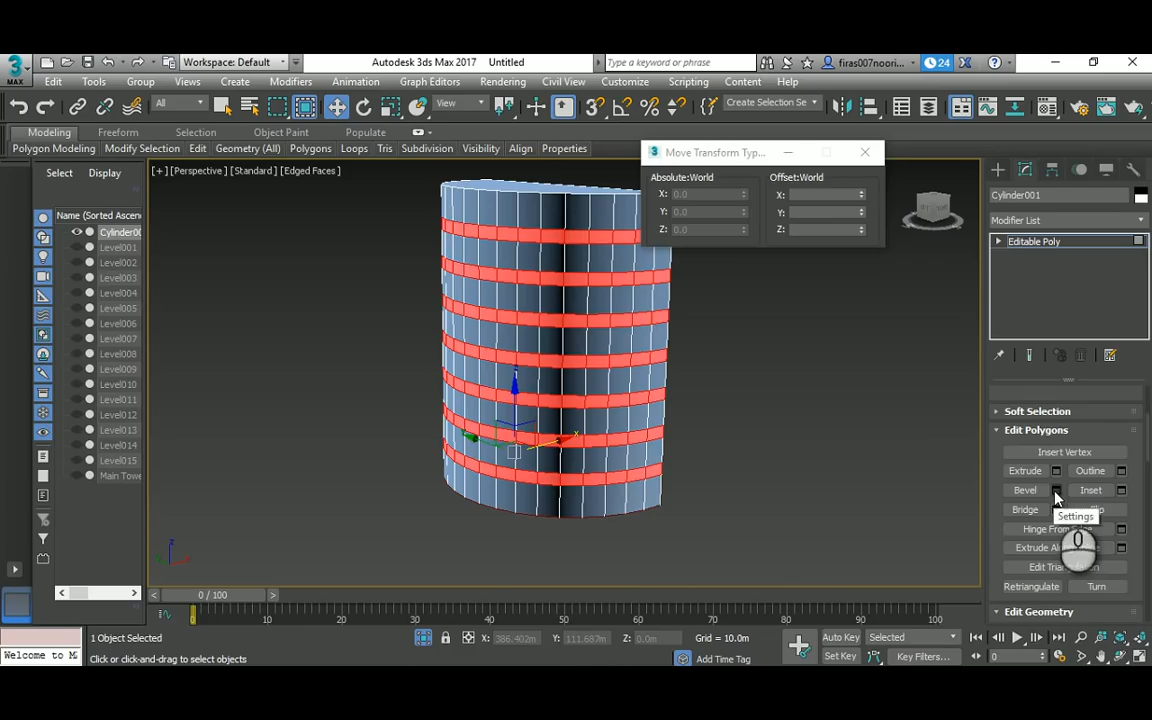 3
MAX
Workspace: Default
Autodesk 3ds Max 2017 Untitled
Type a keyword or phrase
firas007noori...
24
Edit Tools Group Views Create Modifiers Animation Graph Editors Rendering Civil View Customize Scripting Content Help
All
View
Create Selection Se
Modeling Freeform Selection Object Paint Populate
Polygon Modeling Modify Selection Edit Geometry (All) Polygons Loops Tris Subdivision Visibility Align Properties
Select Display
Name (Sorted Ascen
Cylinder00
Level001
Level002
Level003
Level004
Level005
Level006
Level007
Level008
Level009
Level010
Level011
Level012
Level013
Level014
Level015
Main Tower
[+] [Perspective ] [Standard ] [Edged Faces ]
3 Move Transform Typ...
Absolute:World Offset:World
X: 0.0 X:
Y: 0.0 Y:
Z: 0.0 Z:
z
x
z
x
Cylinder001
Modifier List
Editable Poly
Soft Selection
Edit Polygons
Insert Vertex
Extrude Outline
Bevel Inset
Bridge
Settings
Hinge From
Extrude Al
Edit Tri
Retriangulate Turn
Edit Geometry
0
0 / 100
0 10 20 30 40 50 60 70 80 90 100
1 Object Selected
X: 386.402m Y: 111.687m Z: 0.0m Grid = 10.0m
Auto Key Selected
Welcome to M
Click or click-and-drag to select objects
Add Time Tag
Set Key Key Filters...
0